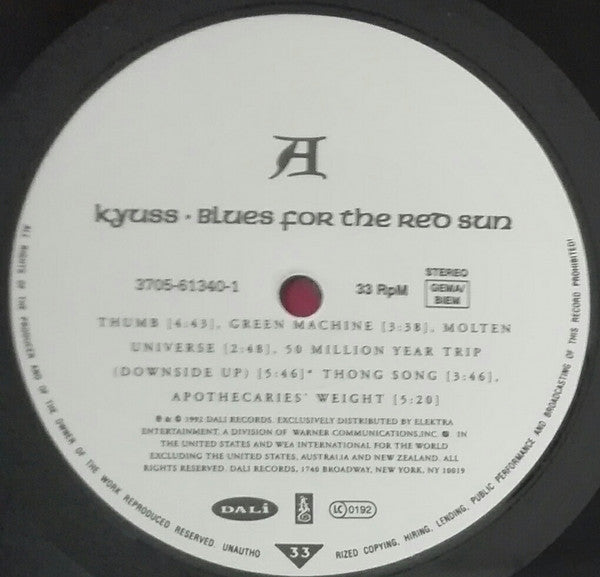 A
kyuss · Blues for the Red Sun
3705-61340-1
33 RpM
STEREO
GEMA/
BIEM
THUMB [4:43], GREEN MACHINE [3:38], MOLTEN
UNIVERSE [2:48], 50 MILLION YEAR TRIP
(DOWNSIDE UP) [5:46]* THONG SONG [3:46],
APOTHECARIES' WEIGHT [5:20]
℗ & © 1992 DALI RECORDS. EXCLUSIVELY DISTRIBUTED BY ELEKTRA
ENTERTAINMENT, A DIVISION OF WARNER COMMUNICATIONS, INC IN
THE UNITED STATES AND WEA INTERNATIONAL FOR THE WORLD
EXCLUDING THE UNITED STATES, AUSTRALIA AND NEW ZEALAND. ALL
RIGHTS RESERVED. DALI RECORDS, 1740 BROADWAY, NEW YORK, NY 10019
DALI
LC 0192
33
ALL RIGHTS OF THE PRODUCER AND OF THE OWNER OF THE WORK REPRODUCED RESERVED. UNAUTHO
RIZED COPYING, HIRING, LENDING, PUBLIC PERFORMANCE AND BROADCASTING OF THIS RECORD PROHIBITED!